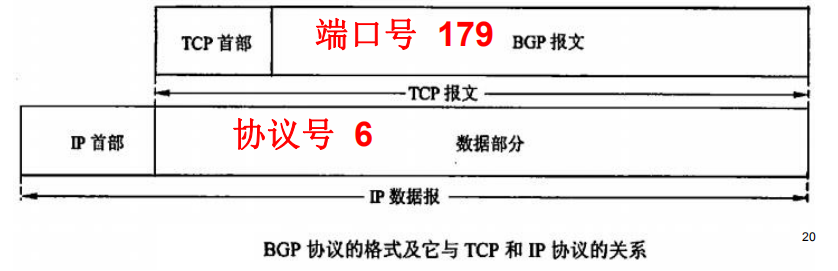 TCP 首部 端口号 179 BGP 报文
TCP 报文
IP 首部 协议号 6 数据部分
IP 数据报
20
BGP 协议的格式及它与 TCP 和 IP 协议的关系